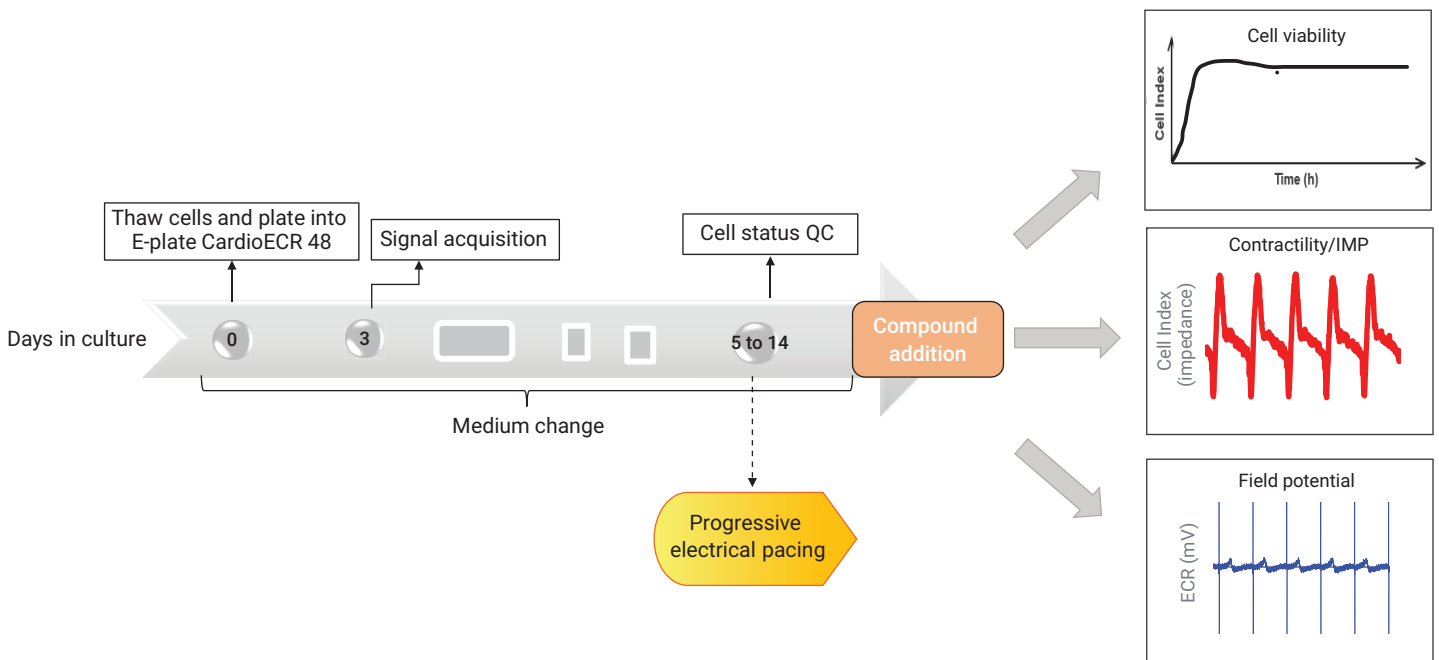 Thaw cells and plate into
E-plate CardioECR 48
Signal acquisition
Cell status QC
Days in culture
0
3
5 to 14
Compound
addition
Medium change
Progressive
electrical pacing
Cell viability
Cell Index
Time (h)
Contractility/IMP
Cell Index
(impedance)
Field potential
ECR (mV)